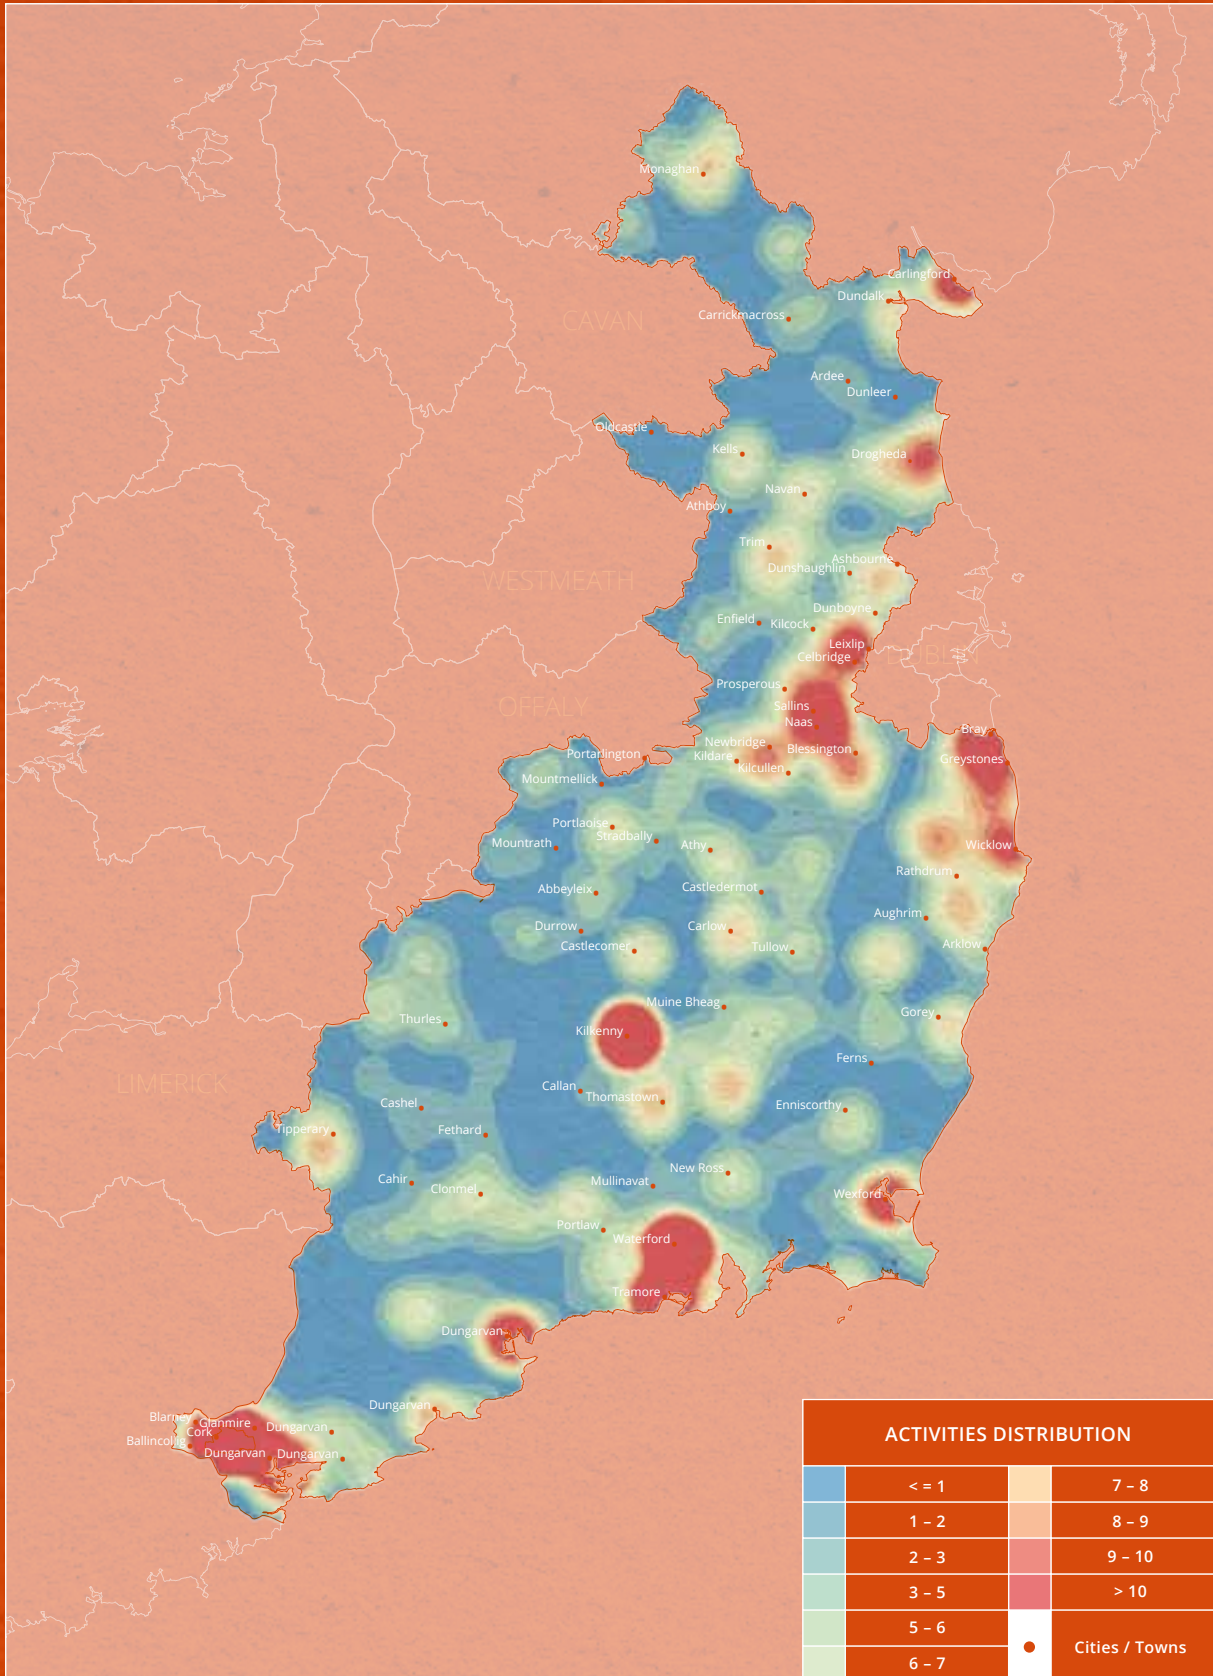 Monaghan
Carlingford
Dundalk
Carrickmacross
CAVAN
Ardee
Dunleer
Oldcastle
Kells
Drogheda
Navan
Athboy
Trim
Ashbourne
Dunshaughlin
WESTMEATH
Dunboyne
Enfield
Kilcock
Leixlip
Celbridge
DUBLIN
Prosperous
OFFALY
Sallins
Naas
Bray
Newbridge
Blessington
Portarlington
Kildare
Greystones
Kilcullen
Mountmellick
Portlaoise
Stradbally
Mountrath
Athy
Wicklow
Rathdrum
Abbeyleix
Castledermot
Aughrim
Durrow
Carlow
Castlecomer
Tullow
Arklow
Muine Bheag
Gorey
Thurles
Kilkenny
Ferns
LIMERICK
Callan
Thomastown
Cashel
Enniscorthy
Tipperary
Fethard
New Ross
Cahir
Mullinavat
Clonmel
Wexford
Portlaw
Waterford
Tramore
Dungarvan
Dungarvan
Blarney
Glanmire
Dungarvan
Cork
Ballincollig
Dungarvan
Dungarvan
ACTIVITIES DISTRIBUTION
< = 1
7 – 8
1 – 2
8 – 9
2 – 3
9 – 10
3 – 5
> 10
5 – 6
Cities / Towns
6 – 7